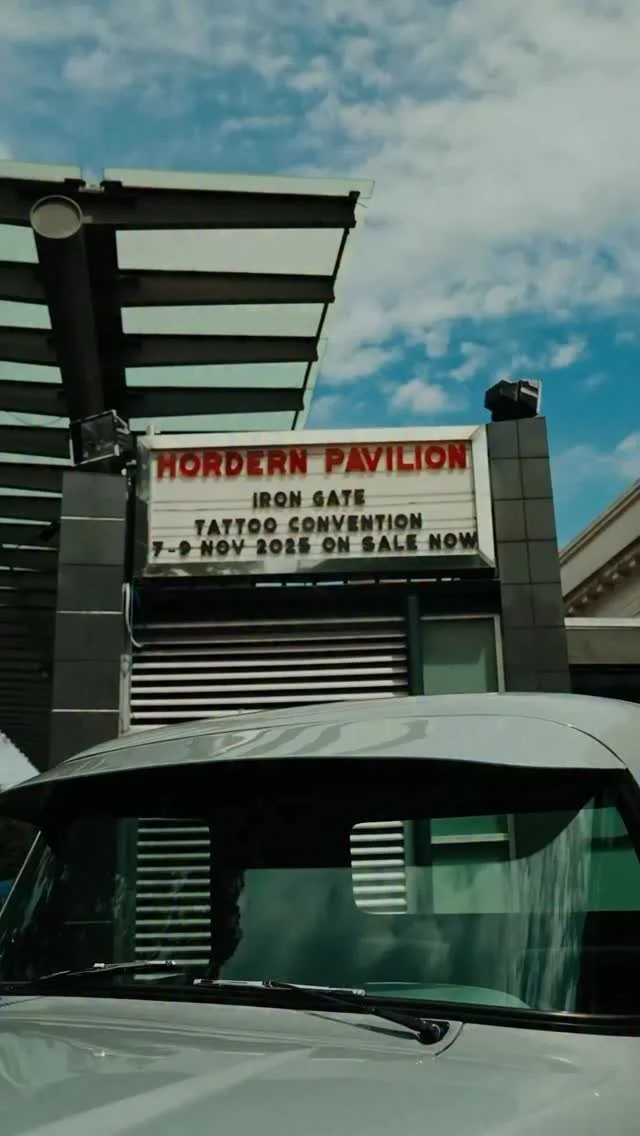 HORDERN PAVILION
IRON GATE
TATTOO CONVENTION
7-9 NOV 2025 ON SALE NOW